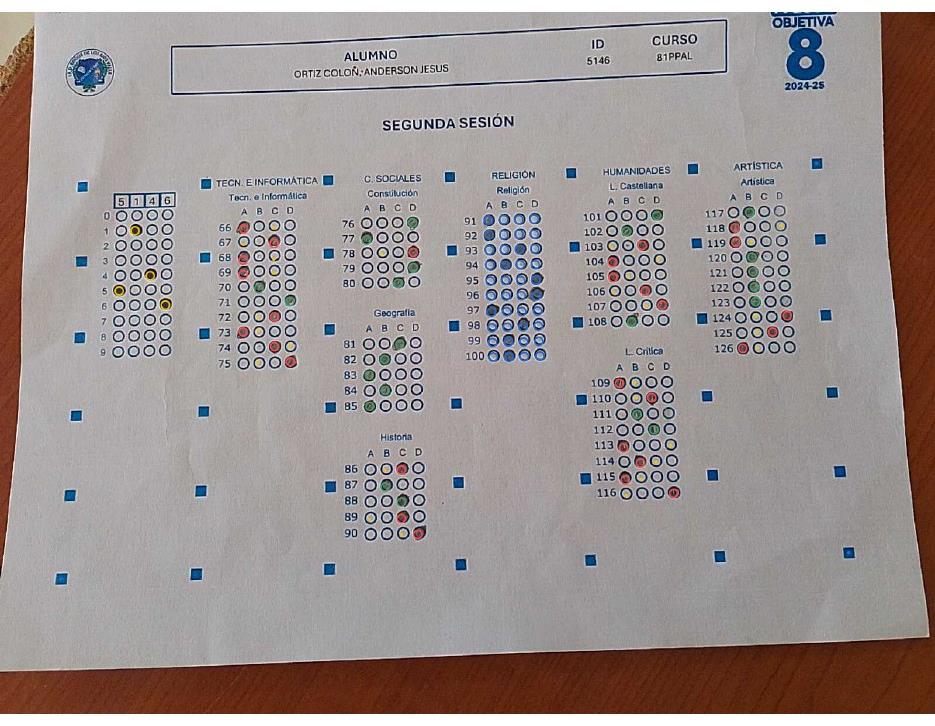 OBJETIVA
8
2024-25
ALUMNO
ORTIZ COLOÑ, ANDERSON JESUS
ID
5146
CURSO
81PPAL
SEGUNDA SESIÓN
5 1 4 6
0
1
2
3
4
5
6
7
8
9
TECN. E INFORMÁTICA
Tecn. e Informática
A B C D
66
67
68
69
70
71
72
73
74
75
C. SOCIALES
Constitución
A B C D
76
77
78
79
80
Geografía
A B C D
81
82
83
84
85
Historia
A B C D
86
87
88
89
90
RELIGIÓN
Religión
A B C D
91
92
93
94
95
96
97
98
99
100
HUMANIDADES
L. Castellana
A B C D
101
102
103
104
105
106
107
108
L. Crítica
A B C D
109
110
111
112
113
114
115
116
ARTÍSTICA
Artística
A B C D
117
118
119
120
121
122
123
124
125
126